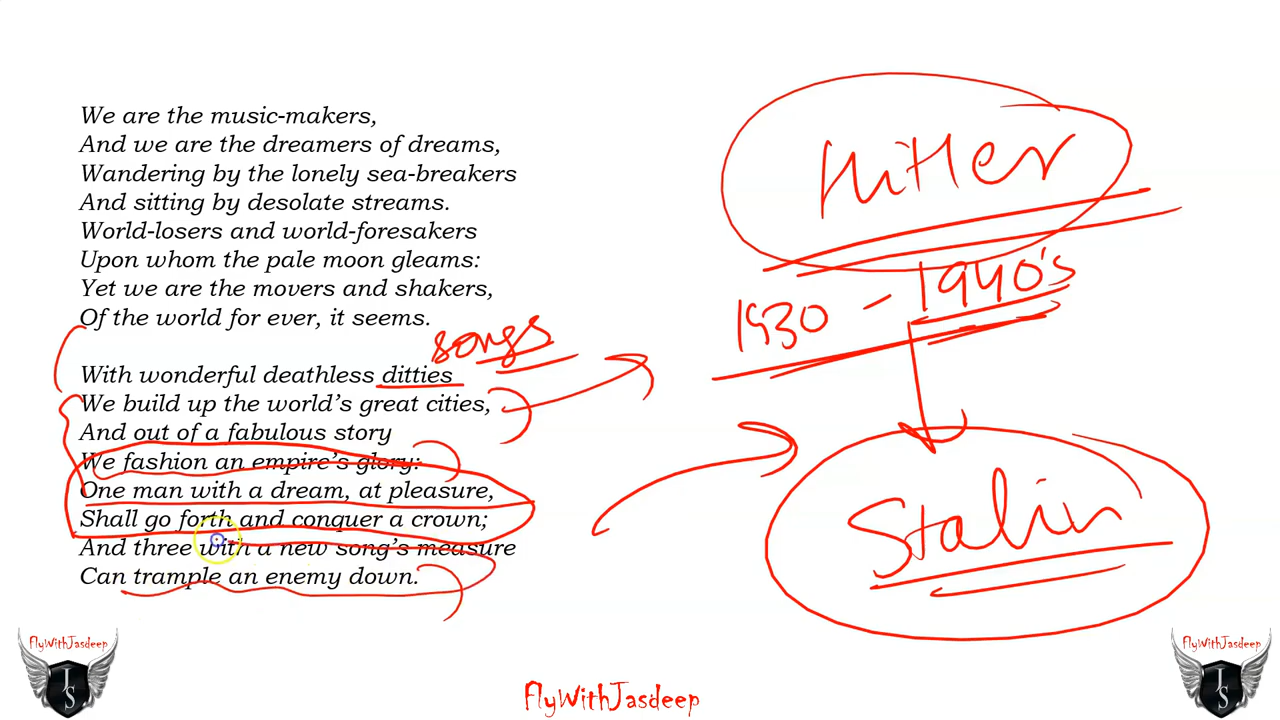 We are the music-makers,
And we are the dreamers of dreams,
Wandering by the lonely sea-breakers
And sitting by desolate streams.
World-losers and world-foresakers
Upon whom the pale moon gleams:
Yet we are the movers and shakers,
Of the world for ever, it seems.
songs
With wonderful deathless ditties
We build up the world's great cities,
And out of a fabulous story
We fashion an empire's glory:
One man with a dream, at pleasure,
Shall go forth and conquer a crown;
And three with a new song's measure
Can trample an enemy down.
Hitler
1930 - 1940's
Stalin
FlyWithJasdeep
JS
FlyWithJasdeep
FlyWithJasdeep
JS